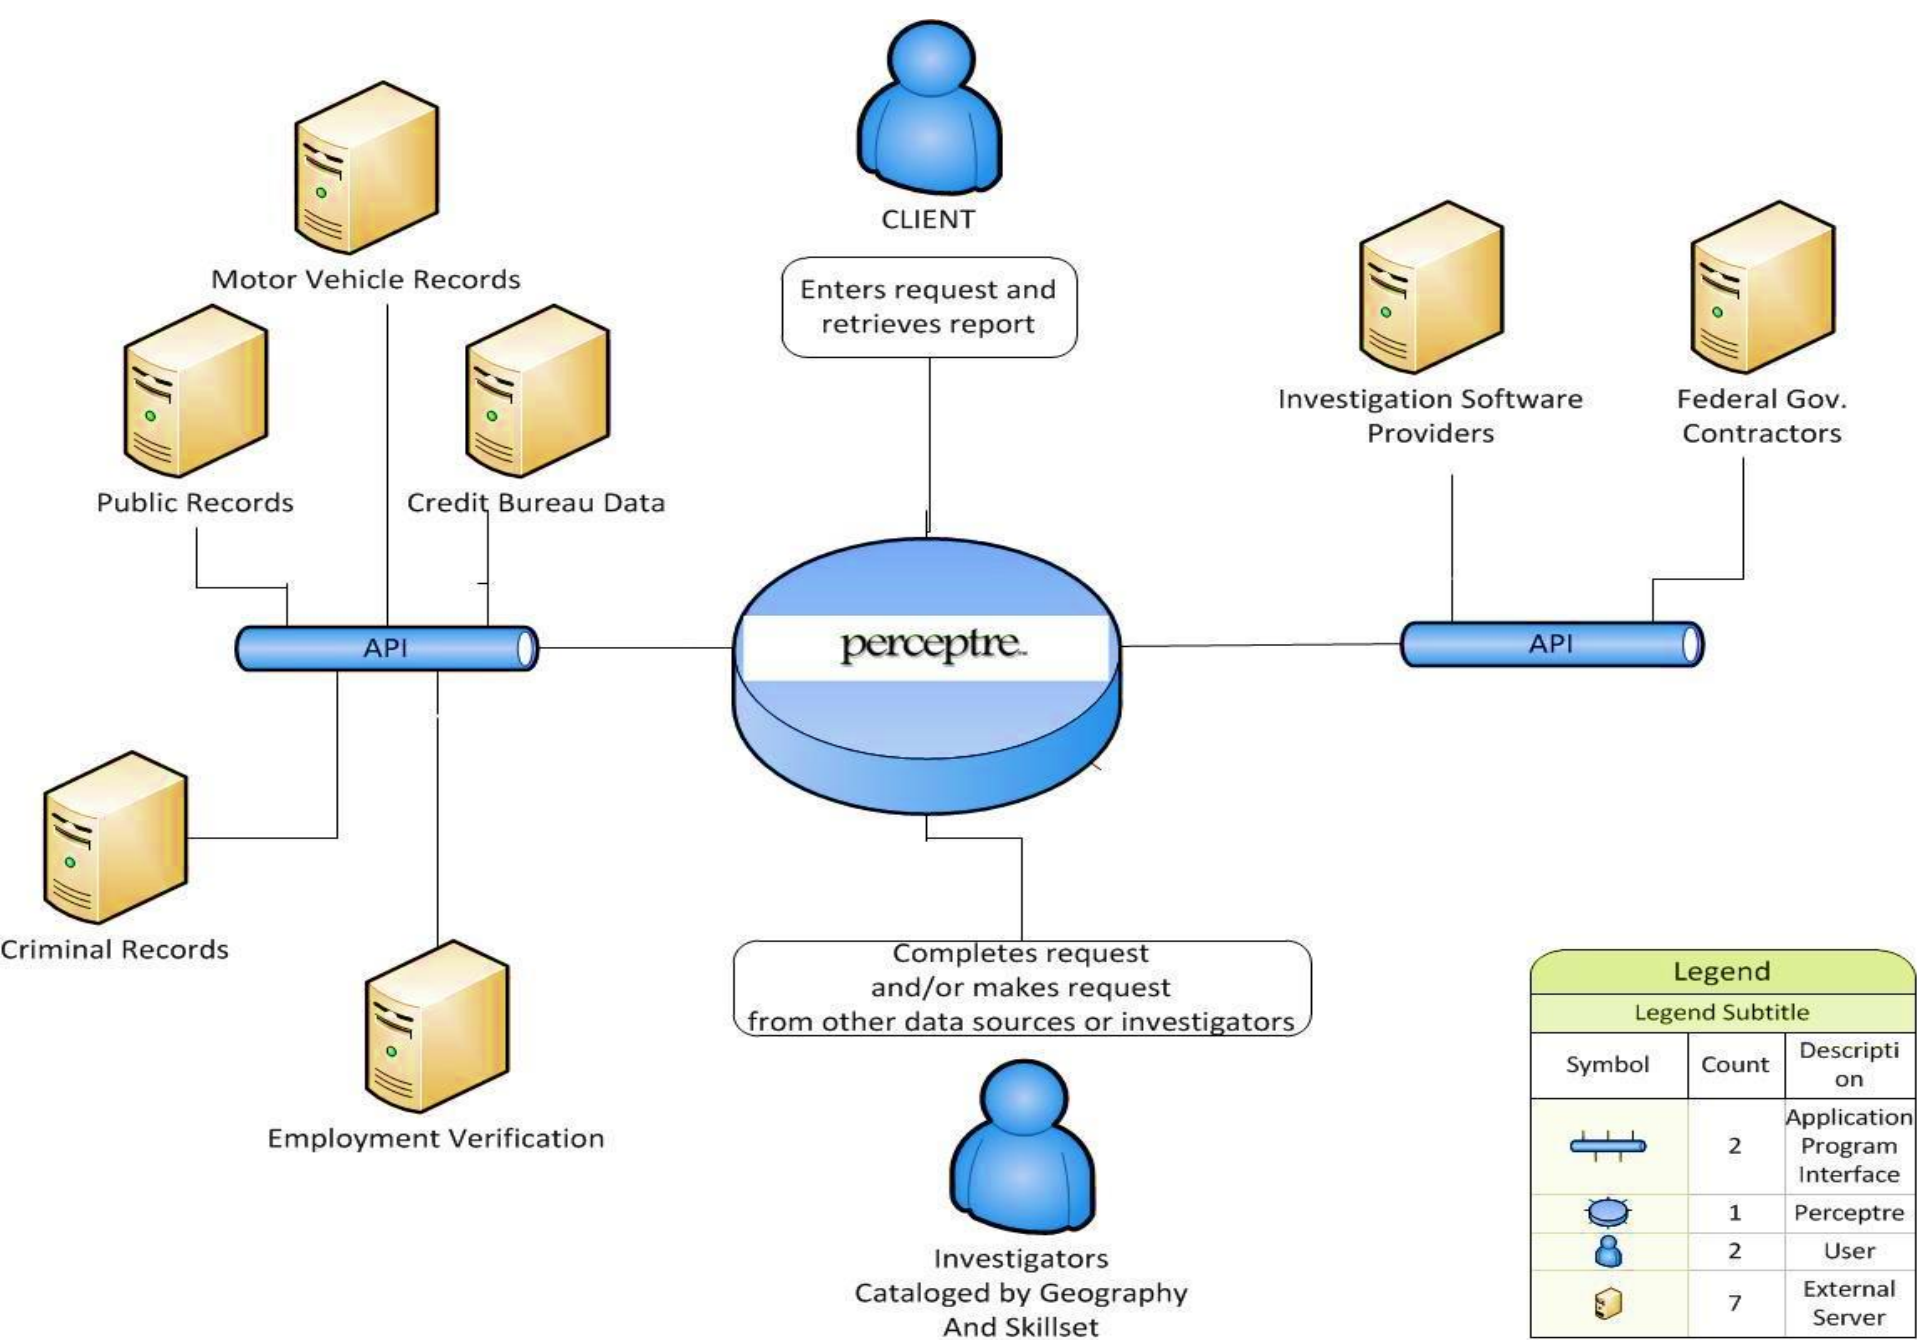 CLIENT
Enters request and
retrieves report
Motor Vehicle Records
Public Records
Credit Bureau Data
Investigation Software
Providers
Federal Gov.
Contractors
API
perceptre
API
Criminal Records
Employment Verification
Completes request
and/or makes request
from other data sources or investigators
Investigators
Cataloged by Geography
And Skillset
Legend
Legend Subtitle
Symbol Count Descripti
on
2 Application
Program
Interface
1 Perceptre
2 User
7 External
Server